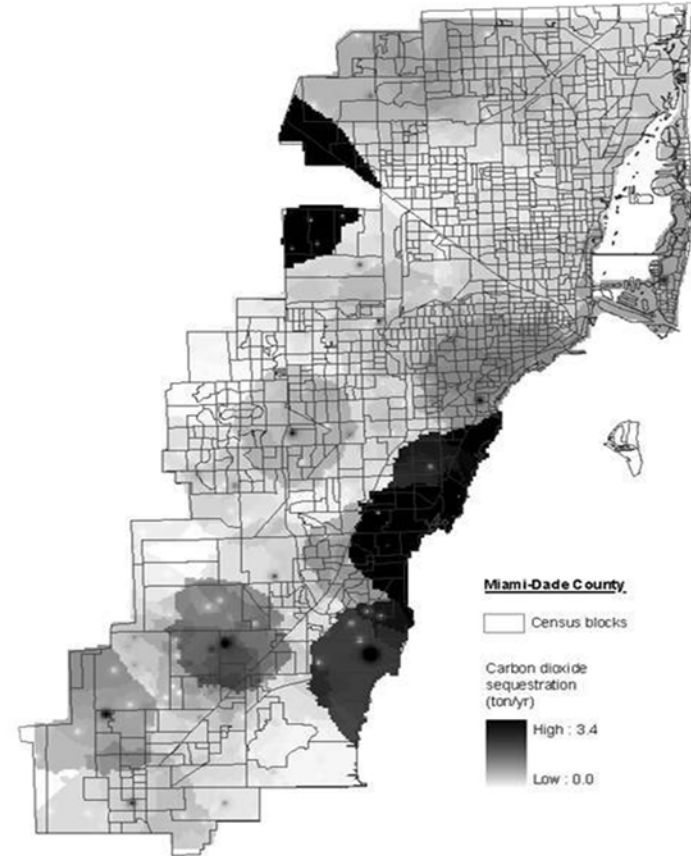 Miami-Dade County
Census blocks
Carbon dioxide
sequestration
(ton/yr)
High : 3.4
Low : 0.0